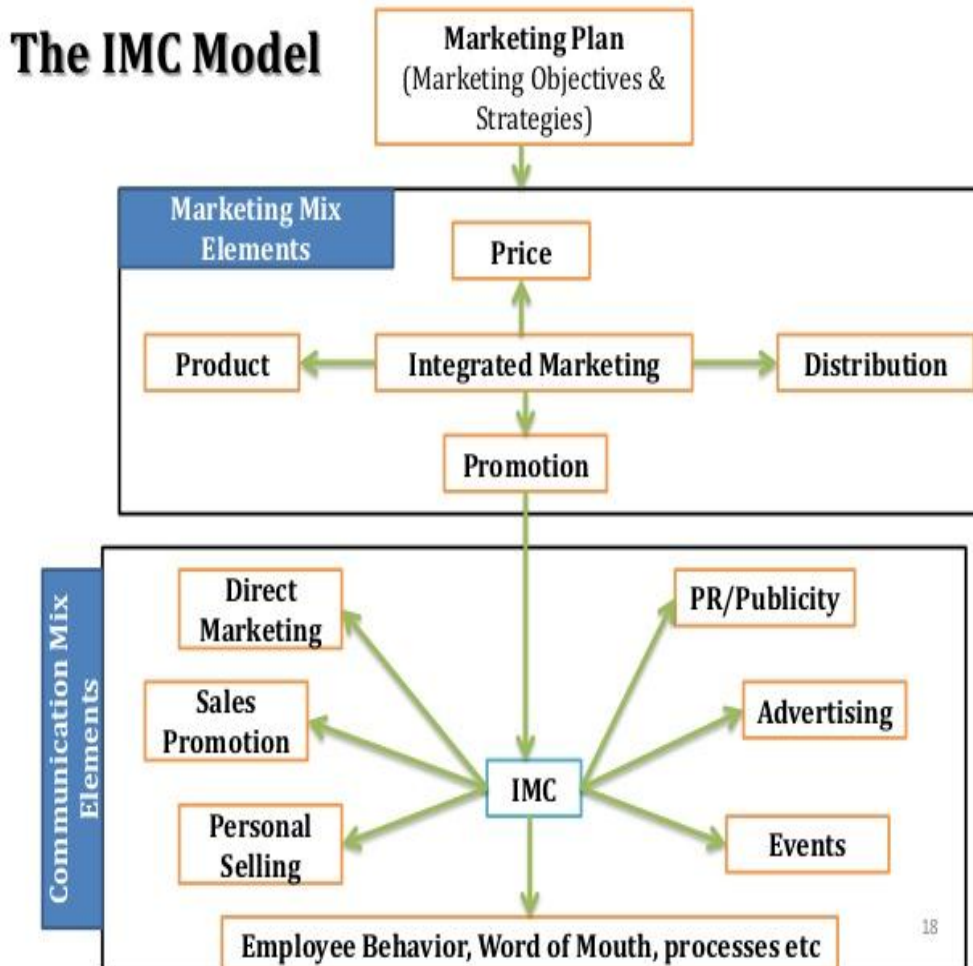 The IMC Model
Marketing Plan
(Marketing Objectives &
Strategies)
Marketing Mix
Elements
Price
Product
Integrated Marketing
Distribution
Promotion
Communication Mix
Elements
Direct
Marketing
PR/Publicity
Sales
Promotion
Advertising
IMC
Personal
Selling
Events
Employee Behavior, Word of Mouth, processes etc
18